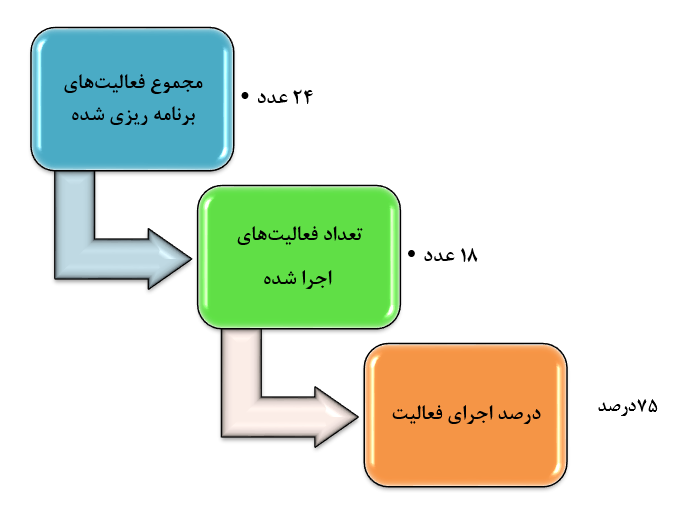 مجموع فعالیت‌های
برنامه ریزی شده
• ۲۴ عدد
تعداد فعالیت‌های
اجرا شده
• ۱۸ عدد
درصد اجرای فعالیت
۷۵درصد